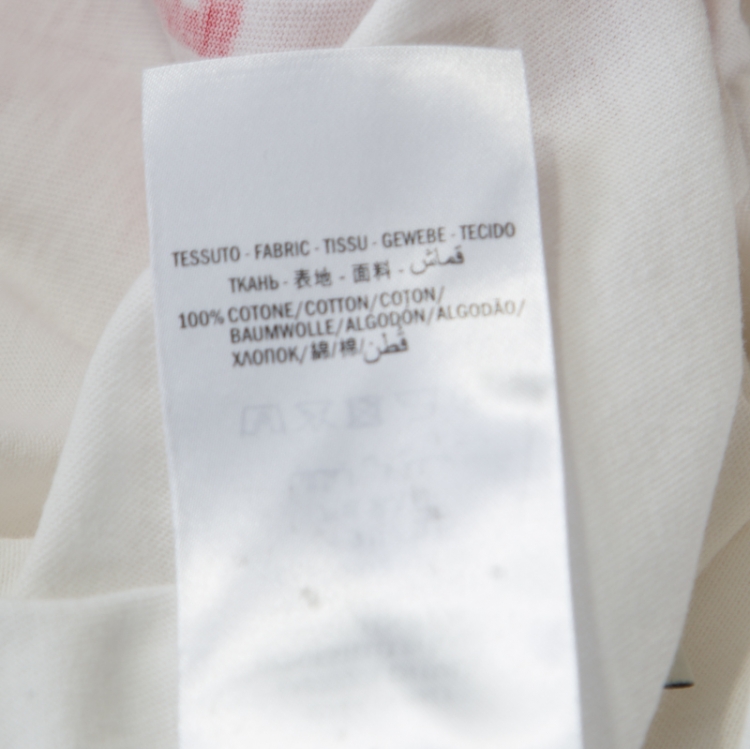 TESSUTO - FABRIC - TISSU - GEWEBE - TECIDO
ТКАНЬ - 表地 - 面料 - قماش
100% COTONE/COTTON/COTON/
BAUMWOLLE/ALGODÓN/ALGODÃO/
ХЛОПОК/綿/棉/قطن